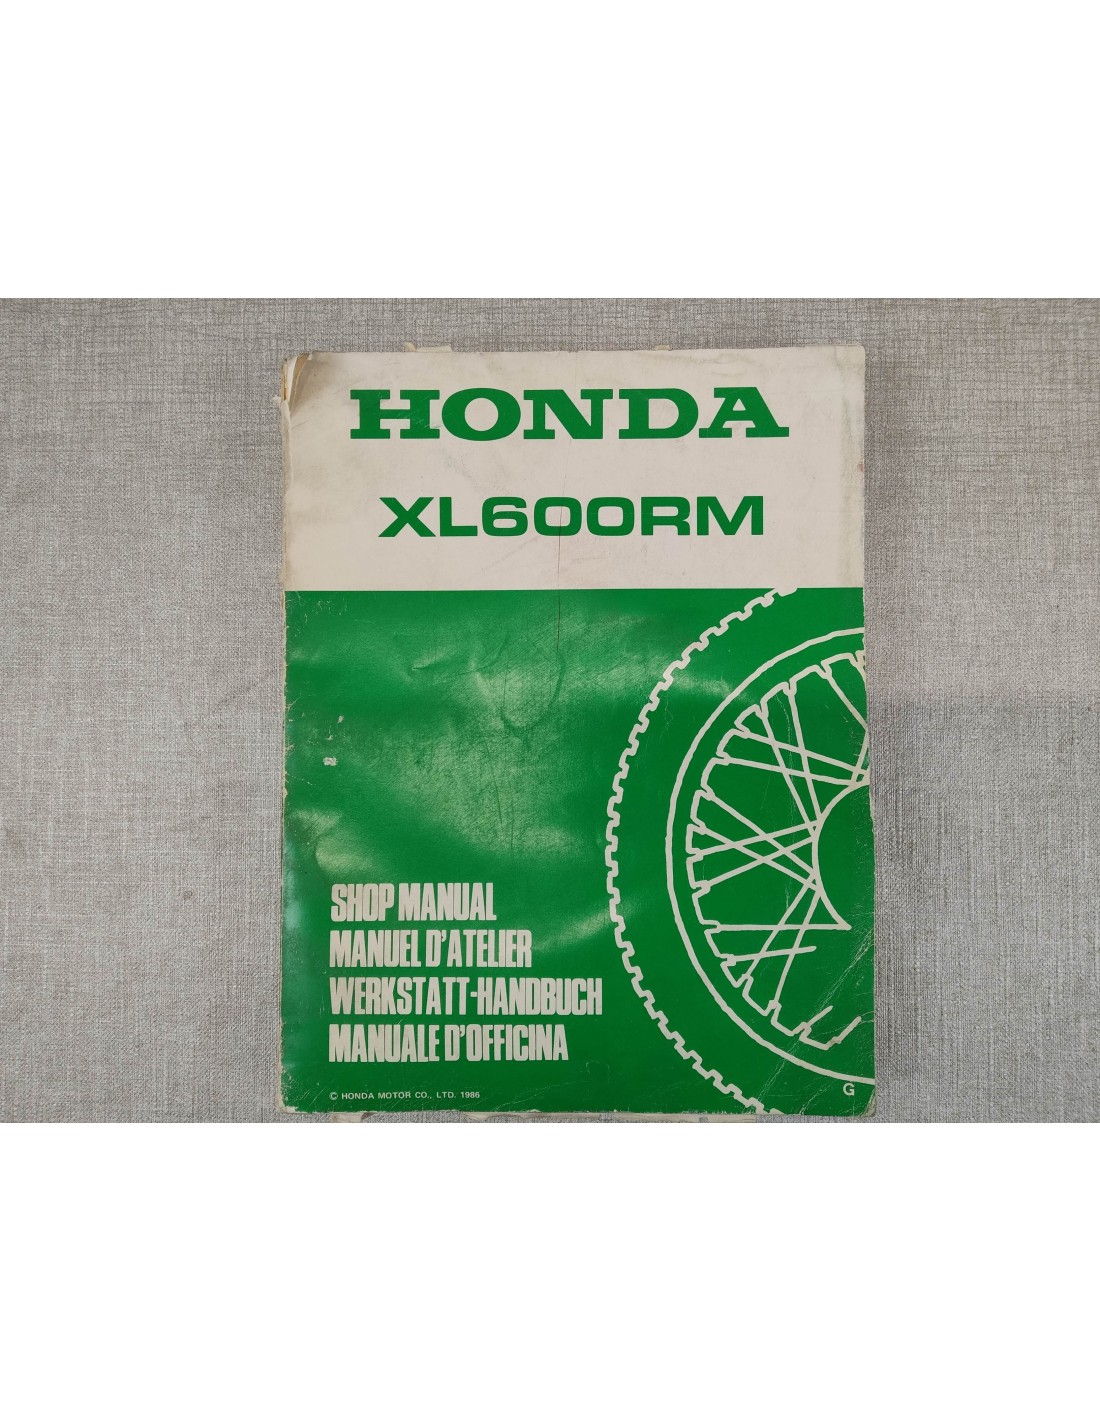 HONDA
XL600RM
SHOP MANUAL
MANUEL D'ATELIER
WERKSTATT-HANDBUCH
MANUALE D'OFFICINA
© HONDA MOTOR CO., LTD. 1986
G